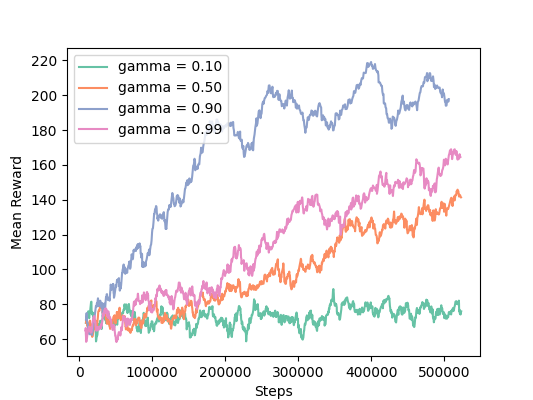 gamma = 0.10
gamma = 0.50
gamma = 0.90
gamma = 0.99
220
200
180
160
140
120
100
80
60
Mean Reward
0 100000 200000 300000 400000 500000
Steps